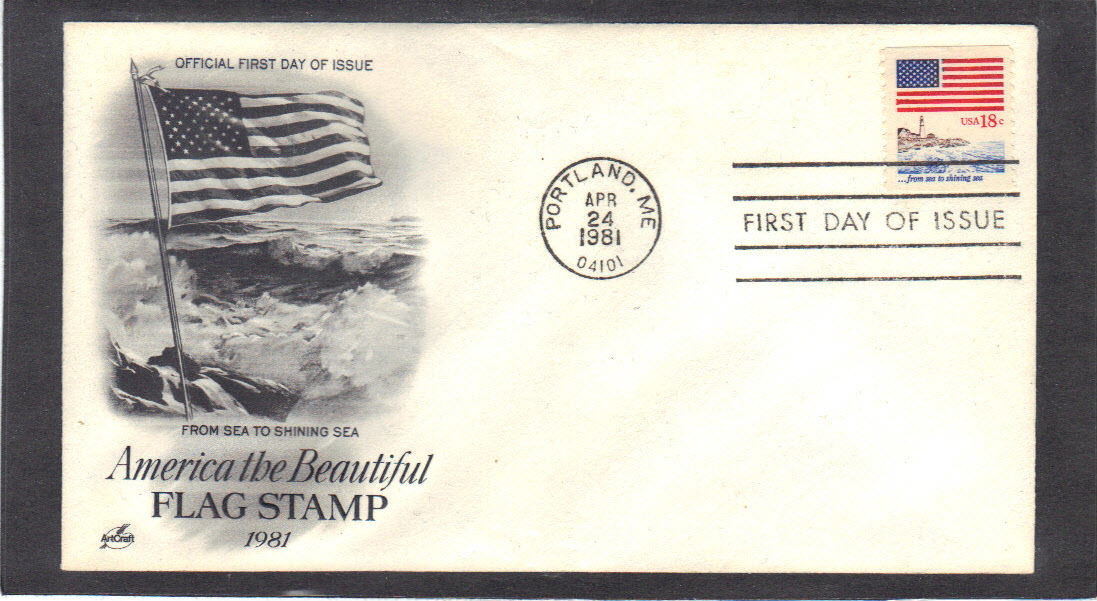 OFFICIAL FIRST DAY OF ISSUE
USA 18c
...from sea to shining sea
PORTLAND, ME
APR
24
1981
04101
FIRST DAY OF ISSUE
FROM SEA TO SHINING SEA
America the Beautiful
FLAG STAMP
1981
ArtCraft